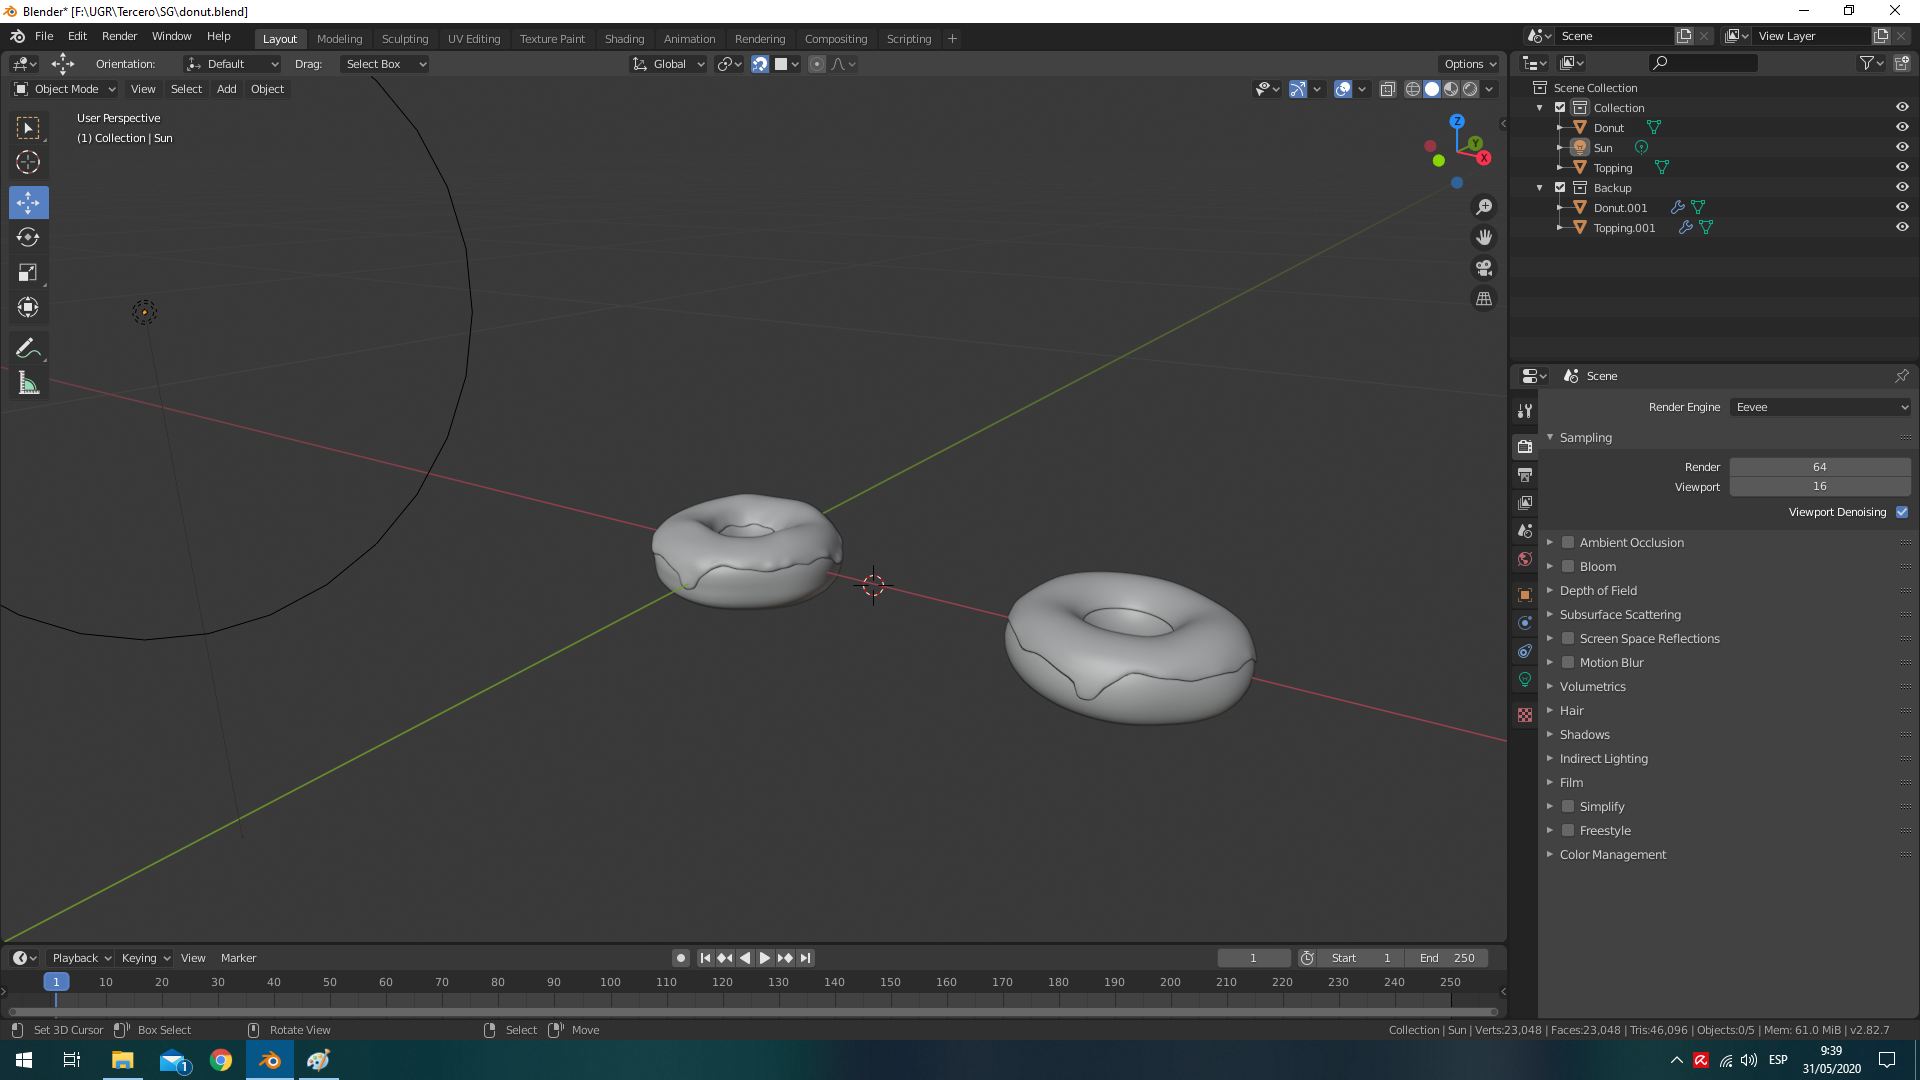 Blender* [F:\UGR\Tercero\SG\donut.blend]
File Edit Render Window Help Layout Modeling Sculpting UV Editing Texture Paint Shading Animation Rendering Compositing Scripting + Scene View Layer
Orientation: Default Drag: Select Box Global Options
Object Mode View Select Add Object
User Perspective
(1) Collection | Sun
Z
Y
X
Scene Collection
Collection
Donut
Sun
Topping
Backup
Donut.001
Topping.001
Scene
Render Engine Eevee
Sampling
Render 64
Viewport 16
Viewport Denoising
Ambient Occlusion
Bloom
Depth of Field
Subsurface Scattering
Screen Space Reflections
Motion Blur
Volumetrics
Hair
Shadows
Indirect Lighting
Film
Simplify
Freestyle
Color Management
Playback Keying View Marker 1 Start 1 End 250
1 10 20 30 40 50 60 70 80 90 100 110 120 130 140 150 160 170 180 190 200 210 220 230 240 250
Set 3D Cursor Box Select Rotate View Select Move Collection | Sun | Verts:23,048 | Faces:23,048 | Tris:46,096 | Objects:0/5 | Mem: 61.0 MiB | v2.82.7
1 ESP 9:39
31/05/2020